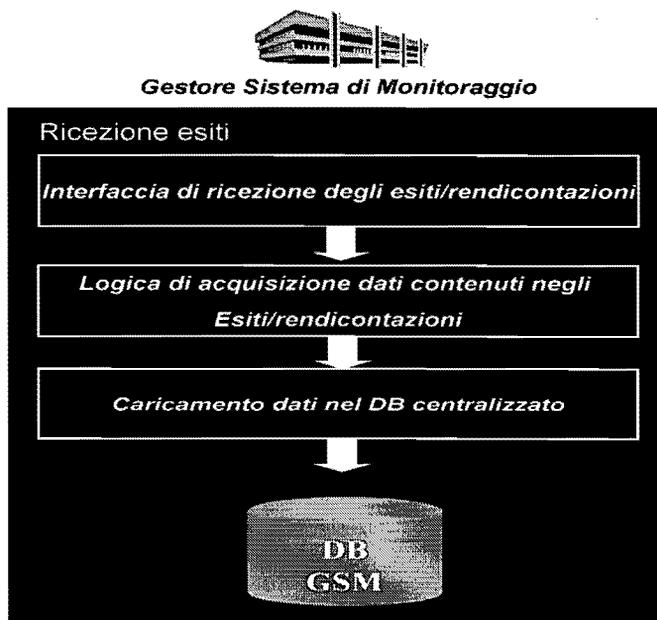 Gestore Sistema di Monitoraggio
Ricezione esiti
Interfaccia di ricezione degli esiti/rendicontazioni
Logica di acquisizione dati contenuti negli
Esiti/rendicontazioni
Caricamento dati nel DB centralizzato
DB
GSM